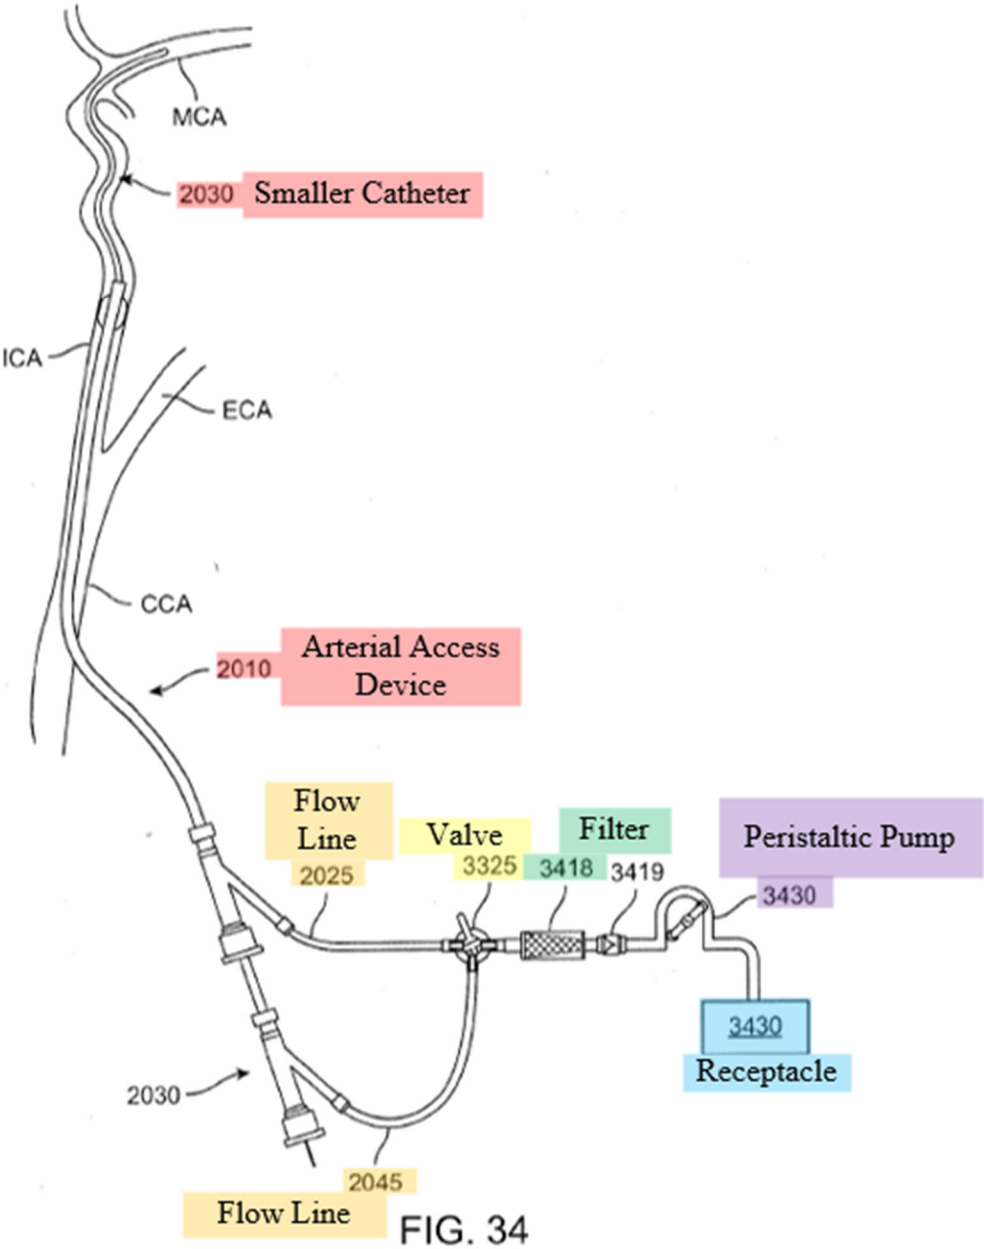 MCA
2030 Smaller Catheter
ICA
ECA
CCA
2010 Arterial Access
Device
Flow
Line
2025
Valve
3325
Filter
3418
3419
Peristaltic Pump
3430
3430
Receptacle
2030
2045
Flow Line
FIG. 34